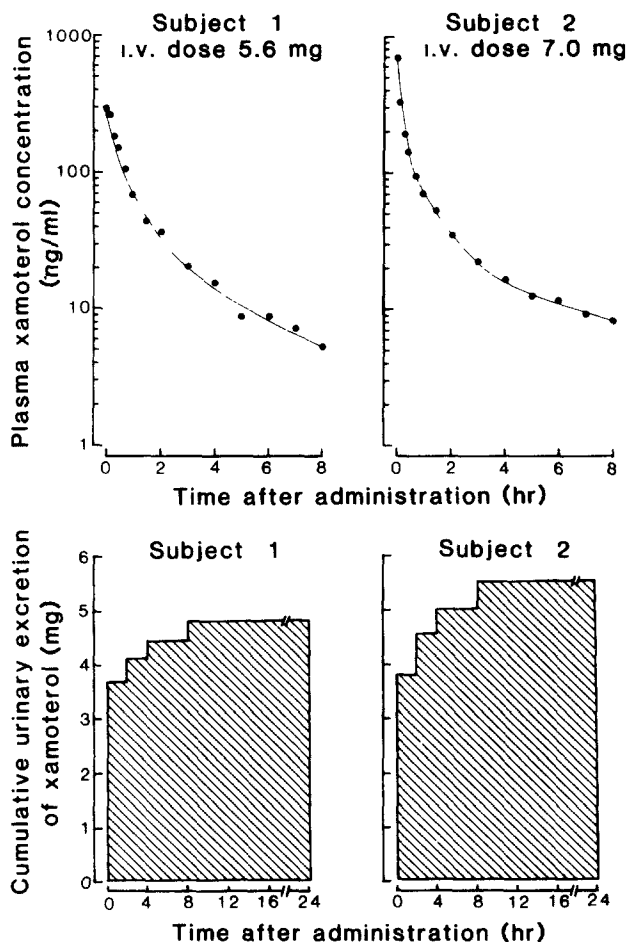 Subject 1
i.v. dose 5.6 mg
Subject 2
i.v. dose 7.0 mg
Plasma xamoterol concentration
(ng/ml)
1000
100
10
1
0 2 4 6 8
0 2 4 6 8
Time after administration (hr)
Subject 1
Subject 2
Cumulative urinary excretion
of xamoterol (mg)
6
5
4
3
2
1
0
0 4 8 12 16 24
0 4 8 12 16 24
Time after administration (hr)